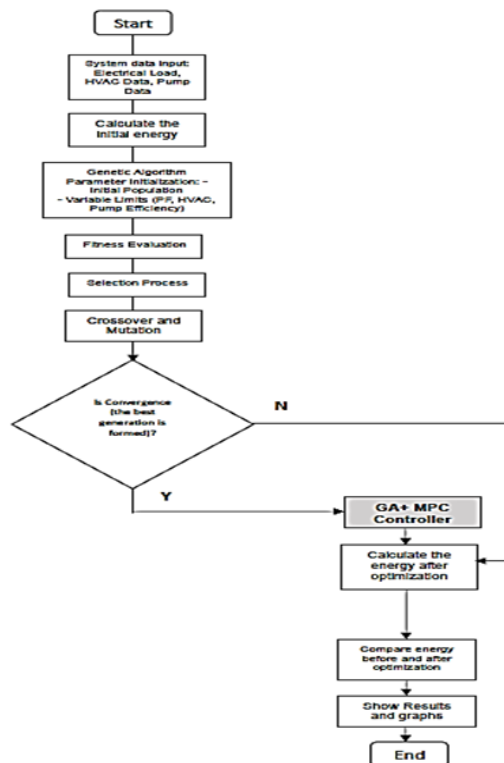 Start
System data Input:
Electrical Load,
HVAC Data, Pump
Data
Calculate the
Initial energy
Genetic Algorithm
Parameter Initialization: -
Initial Population
- Variable Limits (PF, HVAC,
Pump Efficiency)
Fitness Evaluation
Selection Process
Crossover and
Mutation
Is Convergence
(the best
generation is
formed)?
N
Y
GA+ MPC
Controller
Calculate the
energy after
optimization
Compare energy
before and after
optimization
Show Results
and graphs
End